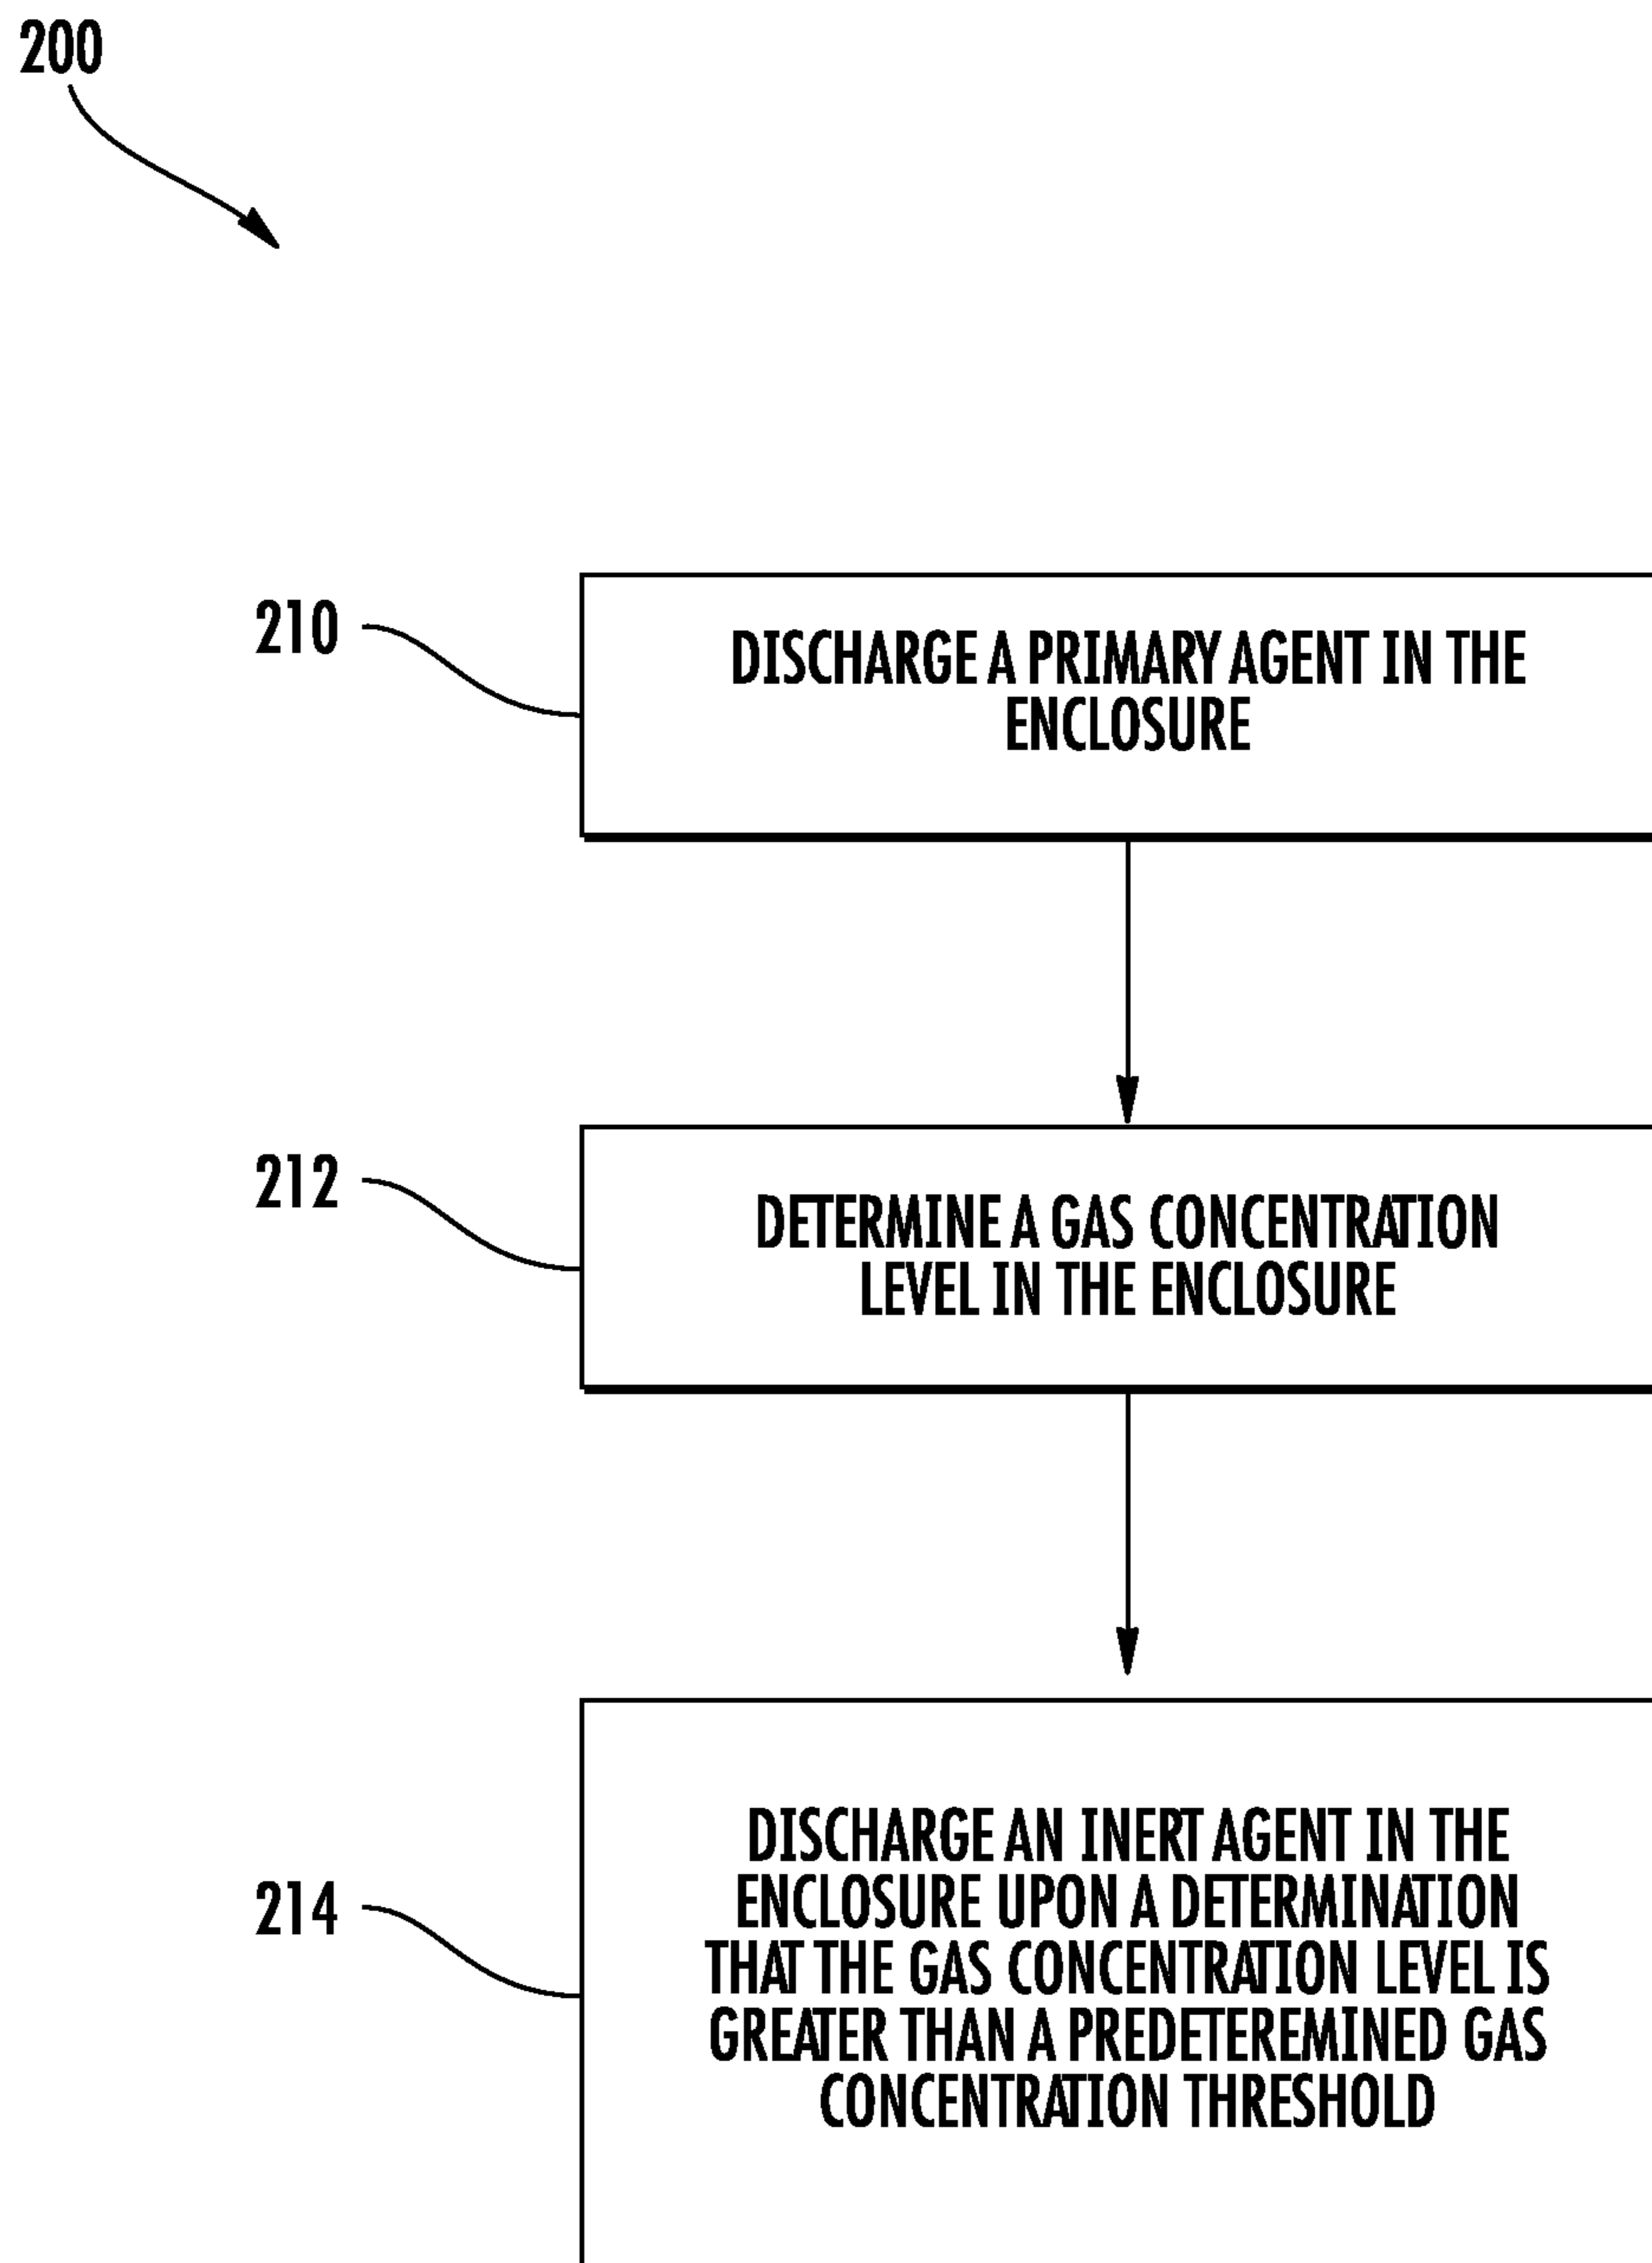 200
210
DISCHARGE A PRIMARY AGENT IN THE
ENCLOSURE
212
DETERMINE A GAS CONCENTRATION
LEVEL IN THE ENCLOSURE
214
DISCHARGE AN INERT AGENT IN THE
ENCLOSURE UPON A DETERMINATION
THAT THE GAS CONCENTRATION LEVEL IS
GREATER THAN A PREDETEREMINED GAS
CONCENTRATION THRESHOLD